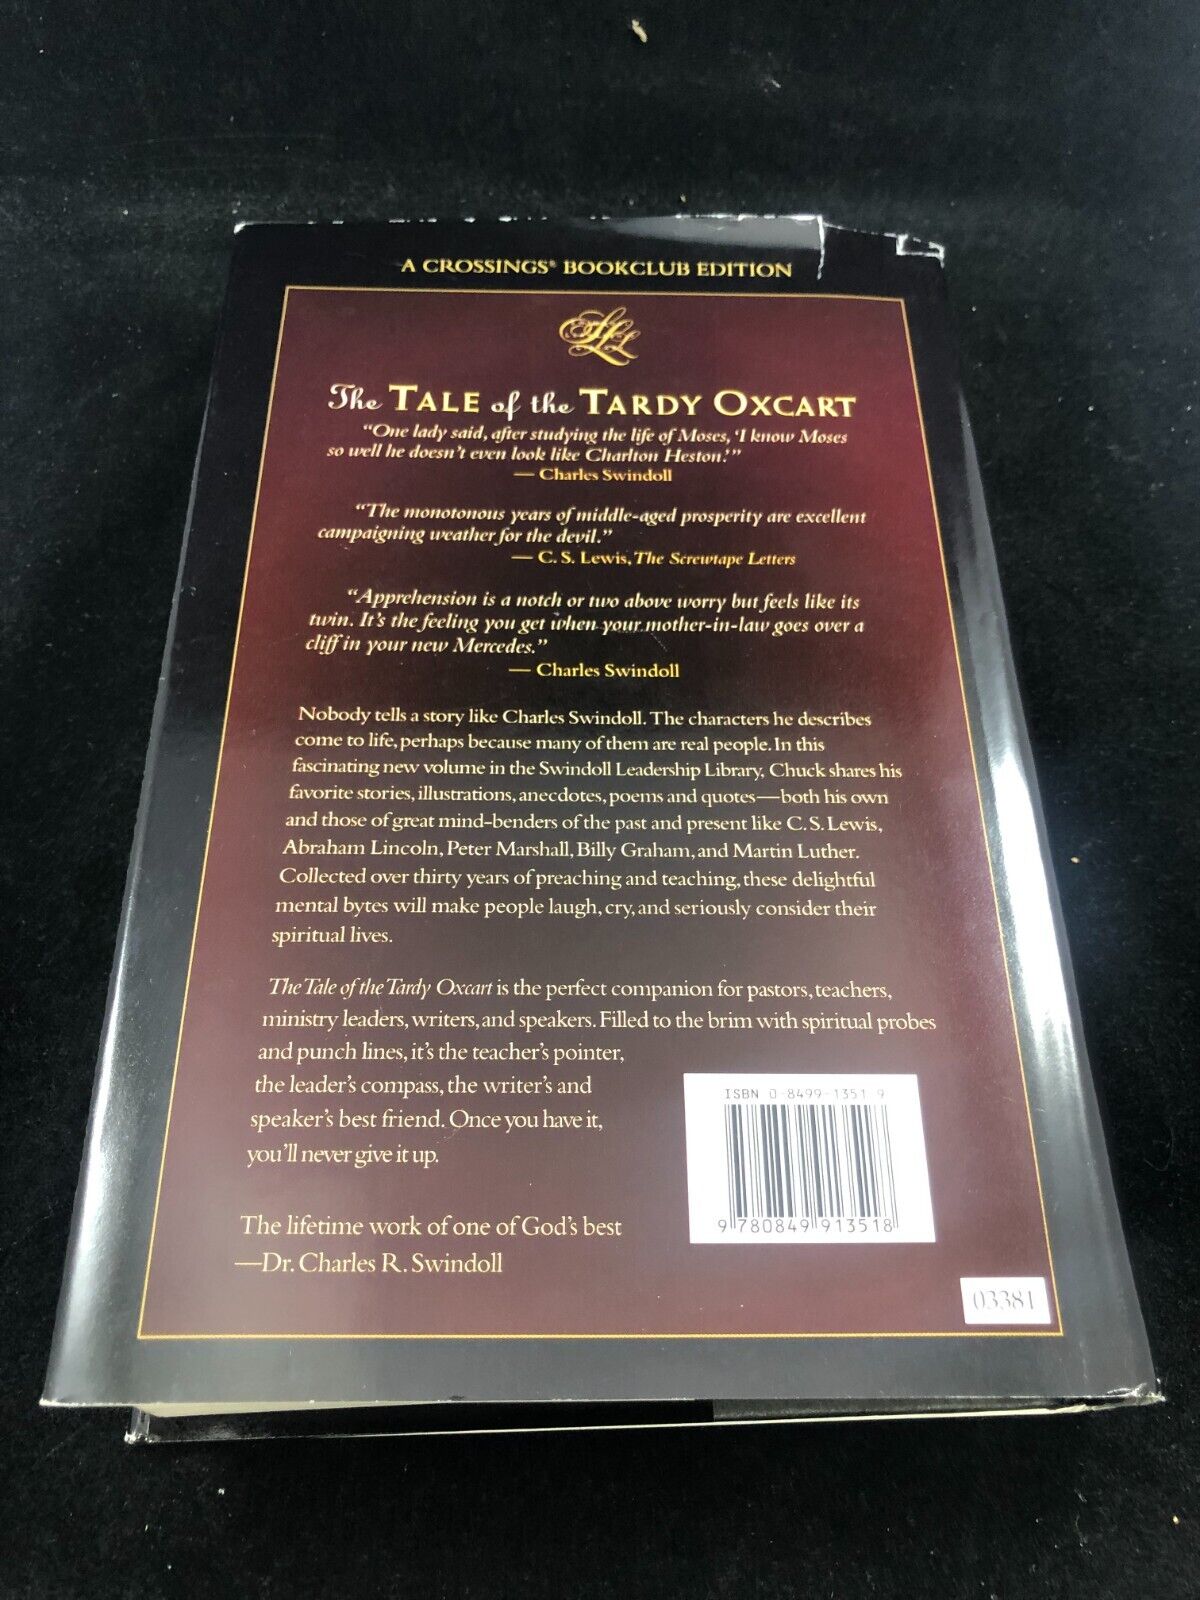 A CROSSINGS® BOOKCLUB EDITION
SLL
The TALE of the TARDY OXCART
“One lady said, after studying the life of Moses, ‘I know Moses
so well he doesn’t even look like Charlton Heston.’”
— Charles Swindoll
“The monotonous years of middle-aged prosperity are excellent
campaigning weather for the devil.”
— C. S. Lewis, The Screwtape Letters
“Apprehension is a notch or two above worry but feels like its
twin. It’s the feeling you get when your mother-in-law goes over a
cliff in your new Mercedes.”
— Charles Swindoll
Nobody tells a story like Charles Swindoll. The characters he describes
come to life, perhaps because many of them are real people. In this
fascinating new volume in the Swindoll Leadership Library, Chuck shares his
favorite stories, illustrations, anecdotes, poems and quotes—both his own
and those of great mind-benders of the past and present like C. S. Lewis,
Abraham Lincoln, Peter Marshall, Billy Graham, and Martin Luther.
Collected over thirty years of preaching and teaching, these delightful
mental bytes will make people laugh, cry, and seriously consider their
spiritual lives.
The Tale of the Tardy Oxcart is the perfect companion for pastors, teachers,
ministry leaders, writers, and speakers. Filled to the brim with spiritual probes
and punch lines, it’s the teacher’s pointer,
the leader’s compass, the writer’s and
speaker’s best friend. Once you have it,
you’ll never give it up.
ISBN 0-8499-1351-9
9 780849 913518
The lifetime work of one of God’s best
—Dr. Charles R. Swindoll
03381